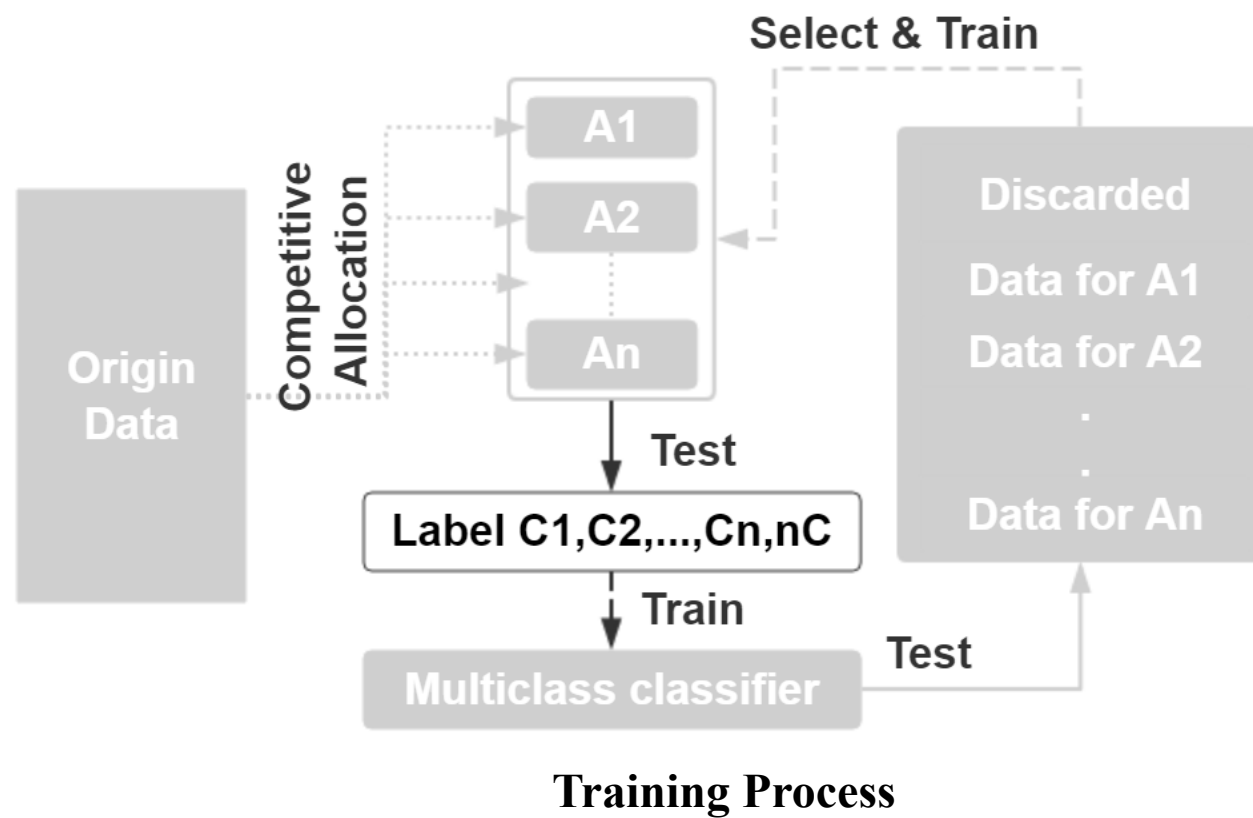 Select & Train
A1
A2
An
Competitive
Allocation
Origin
Data
Discarded
Data for A1
Data for A2
.
.
Data for An
Test
Label C1,C2,...,Cn,nC
Train
Multiclass classifier
Test
Training Process